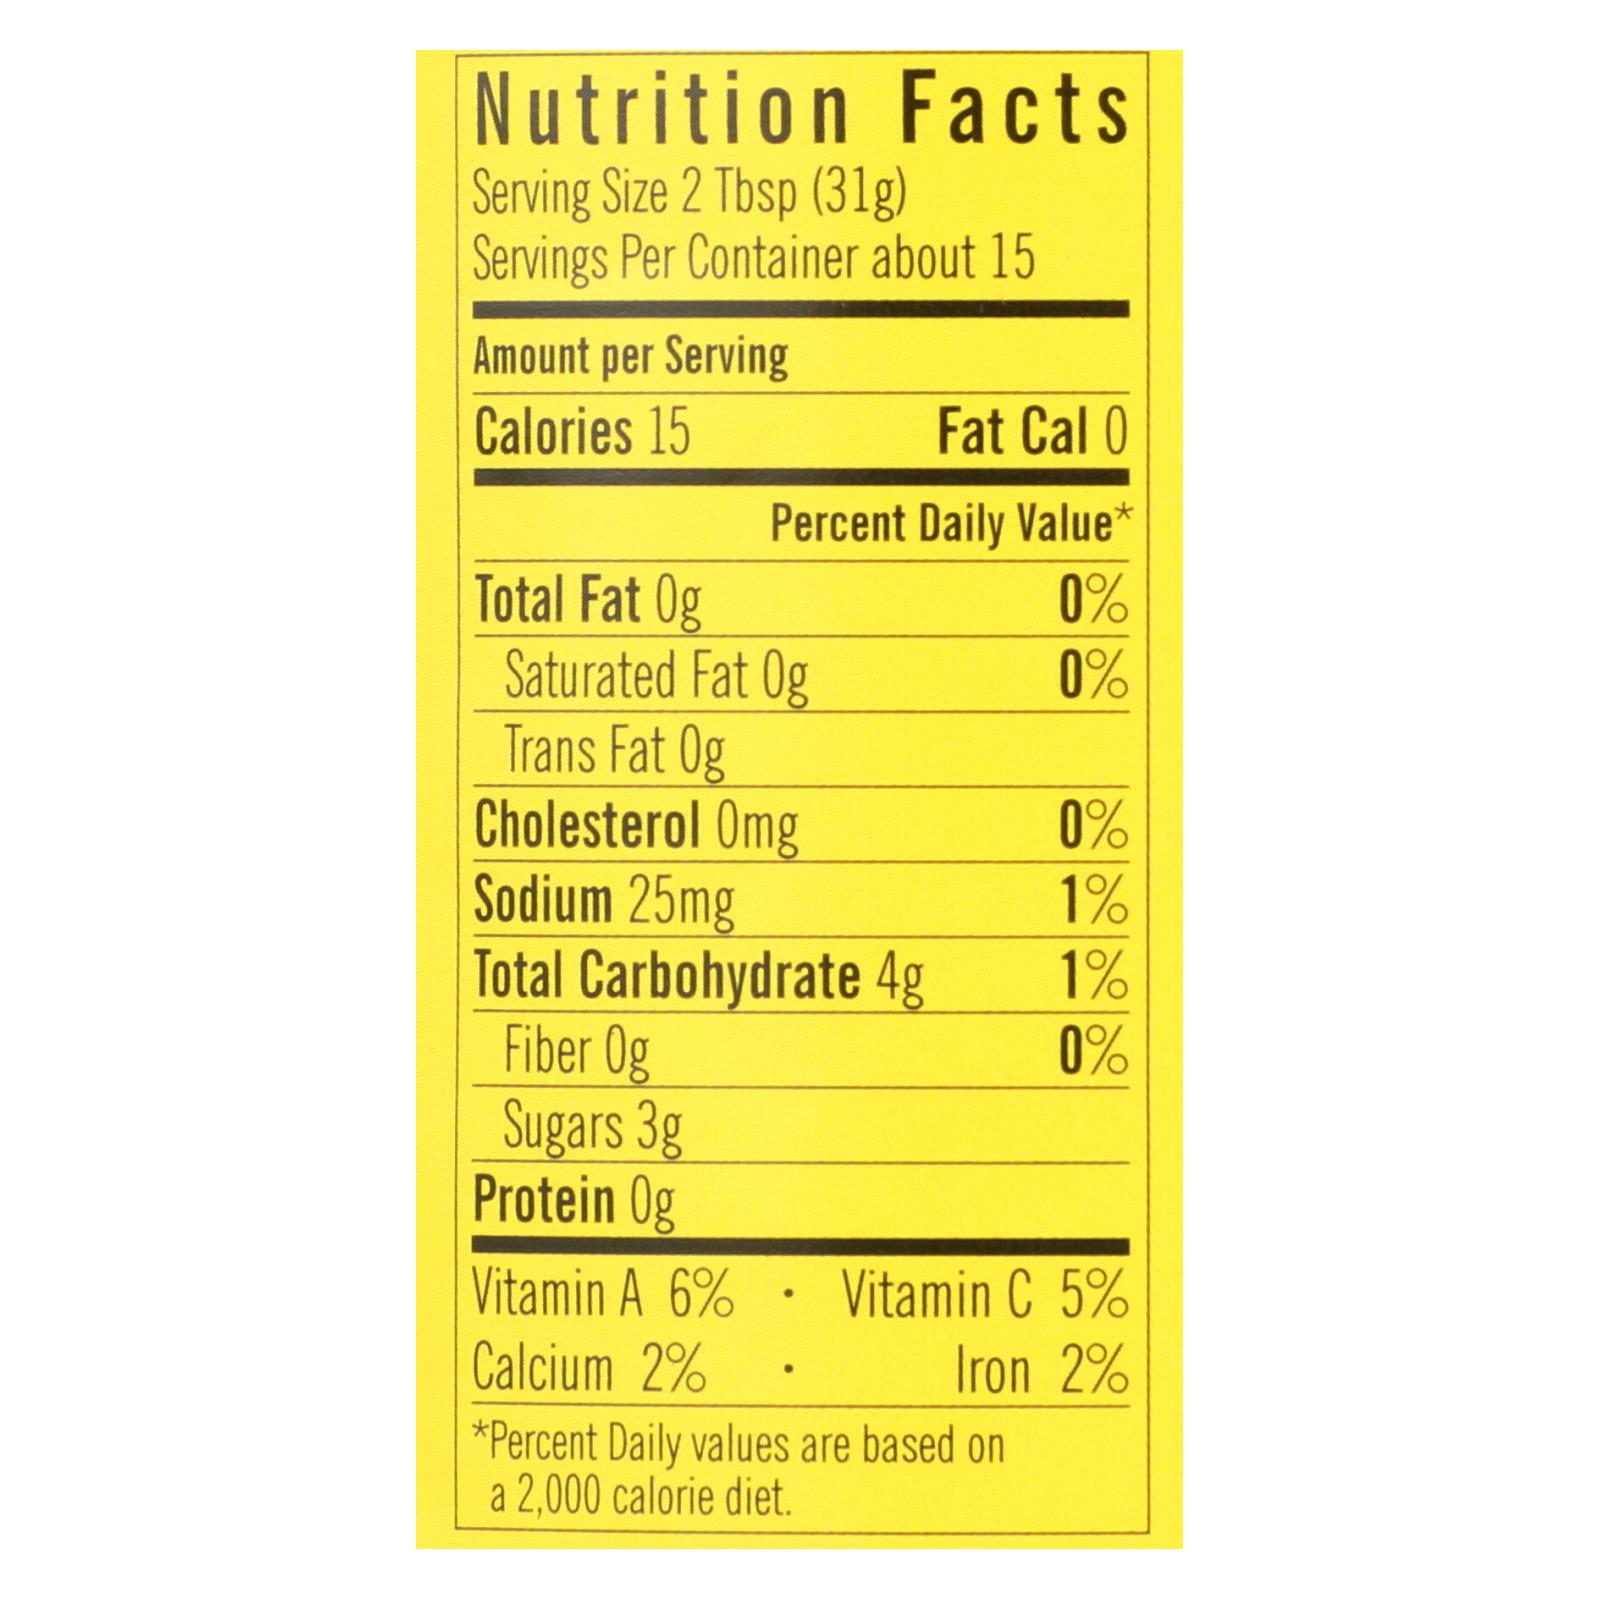 Nutrition Facts
Serving Size 2 Tbsp (31g)
Servings Per Container about 15
Amount per Serving
Calories 15 Fat Cal 0
Percent Daily Value*
Total Fat 0g 0%
Saturated Fat 0g 0%
Trans Fat 0g
Cholesterol 0mg 0%
Sodium 25mg 1%
Total Carbohydrate 4g 1%
Fiber 0g 0%
Sugars 3g
Protein 0g
Vitamin A 6% · Vitamin C 5%
Calcium 2% · Iron 2%
*Percent Daily values are based on
a 2,000 calorie diet.